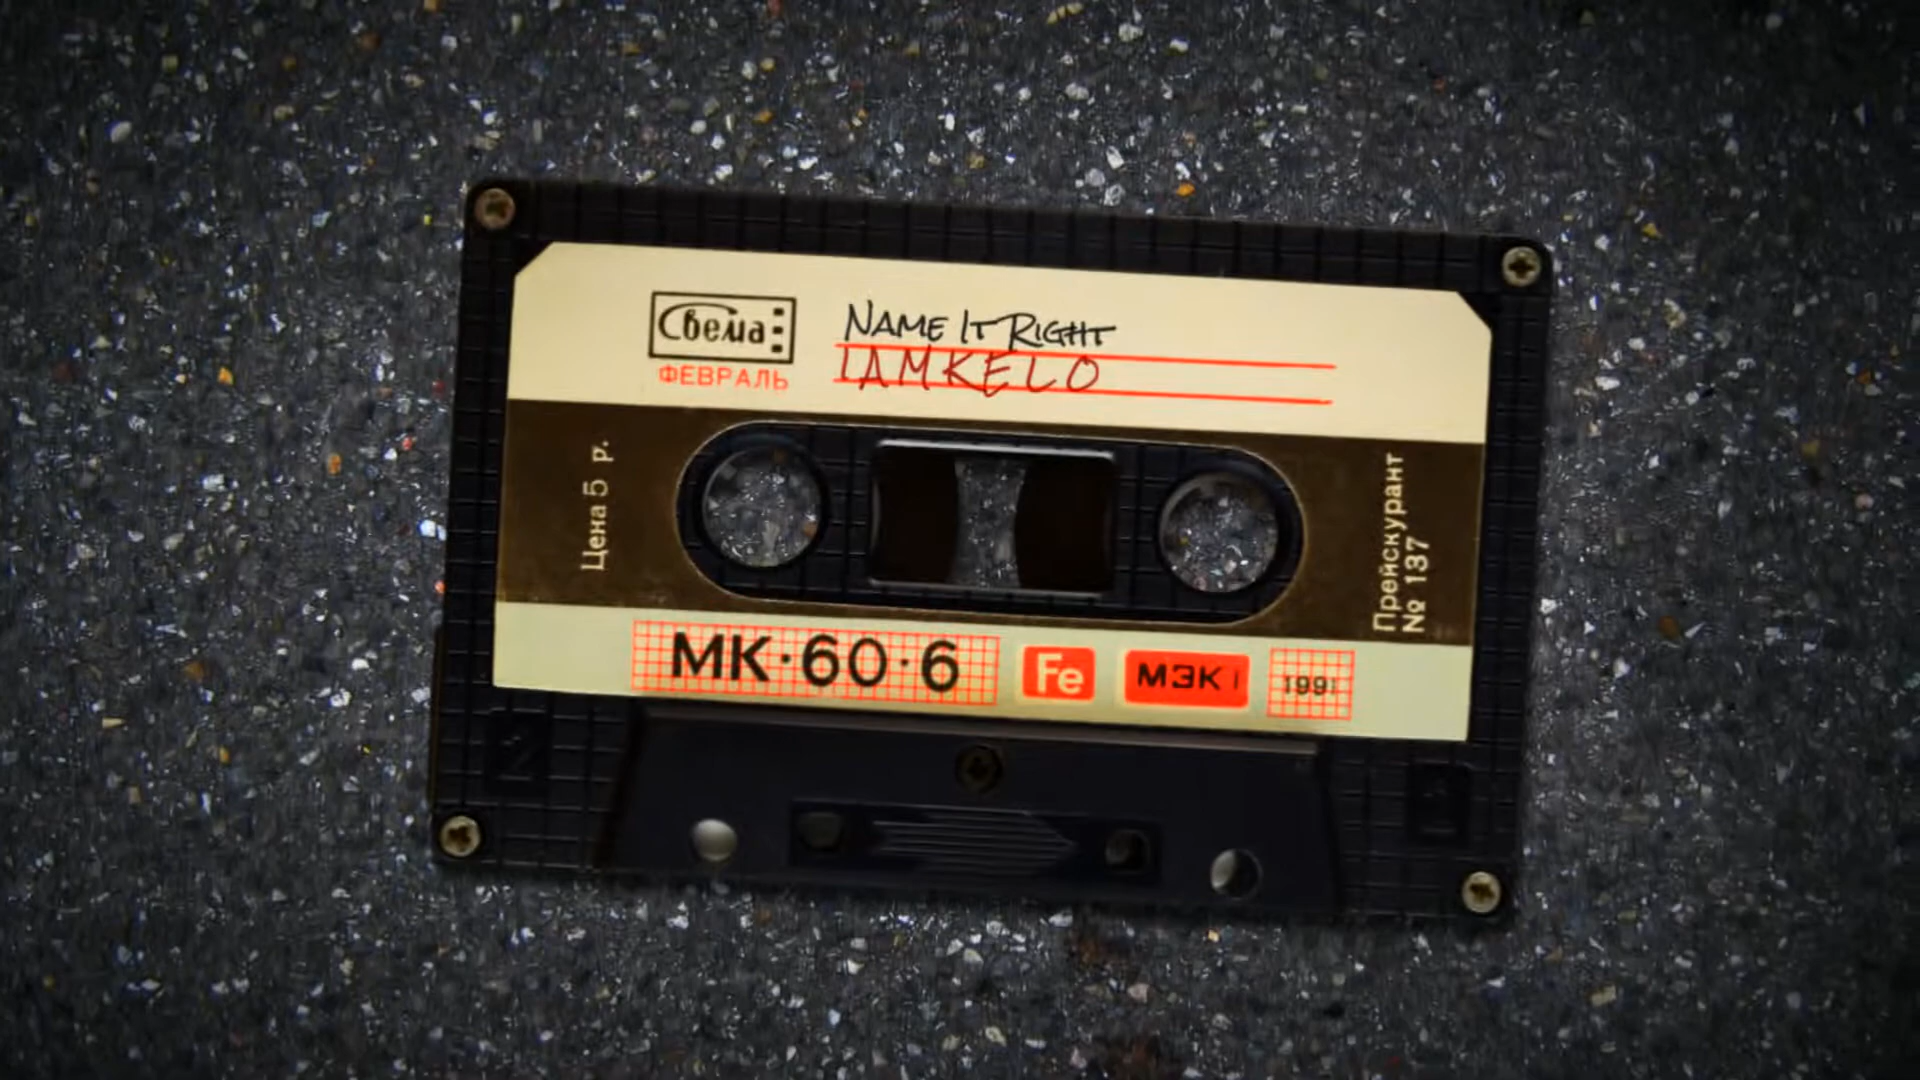 Свема
ФЕВРАЛЬ
NAME IT RIGHT
IAMKELO
Цена 5 р.
Прейскурант
№ 137
МК·60·6
Fe
МЭК I
1991